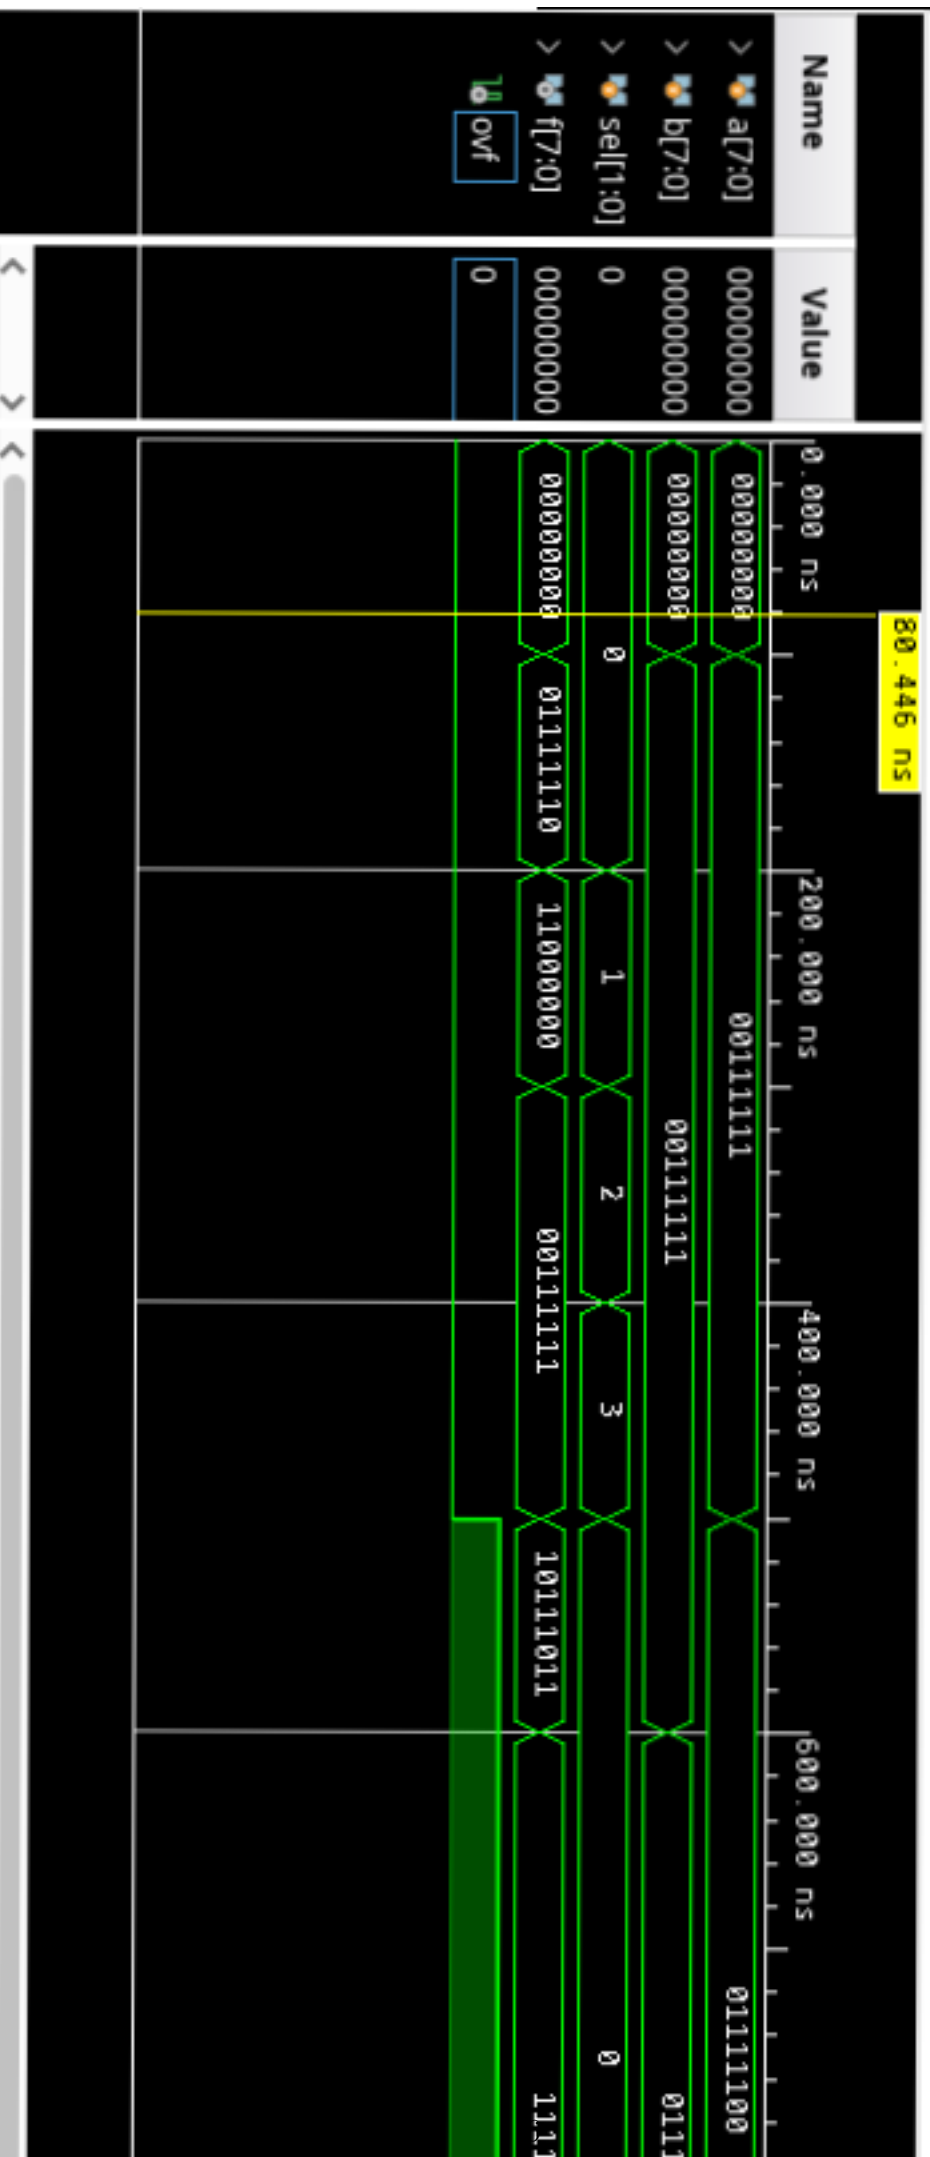 80.446 ns
Name Value 0.000 ns 200.000 ns 400.000 ns 600.000 ns
a[7:0] 00000000 00000000 00111111 01111100
b[7:0] 00000000 00000000 00111111 0111
sel[1:0] 0 0 1 2 3 0
f[7:0] 00000000 00000000 01111110 11000000 00111111 10111011 1111
ovf 0